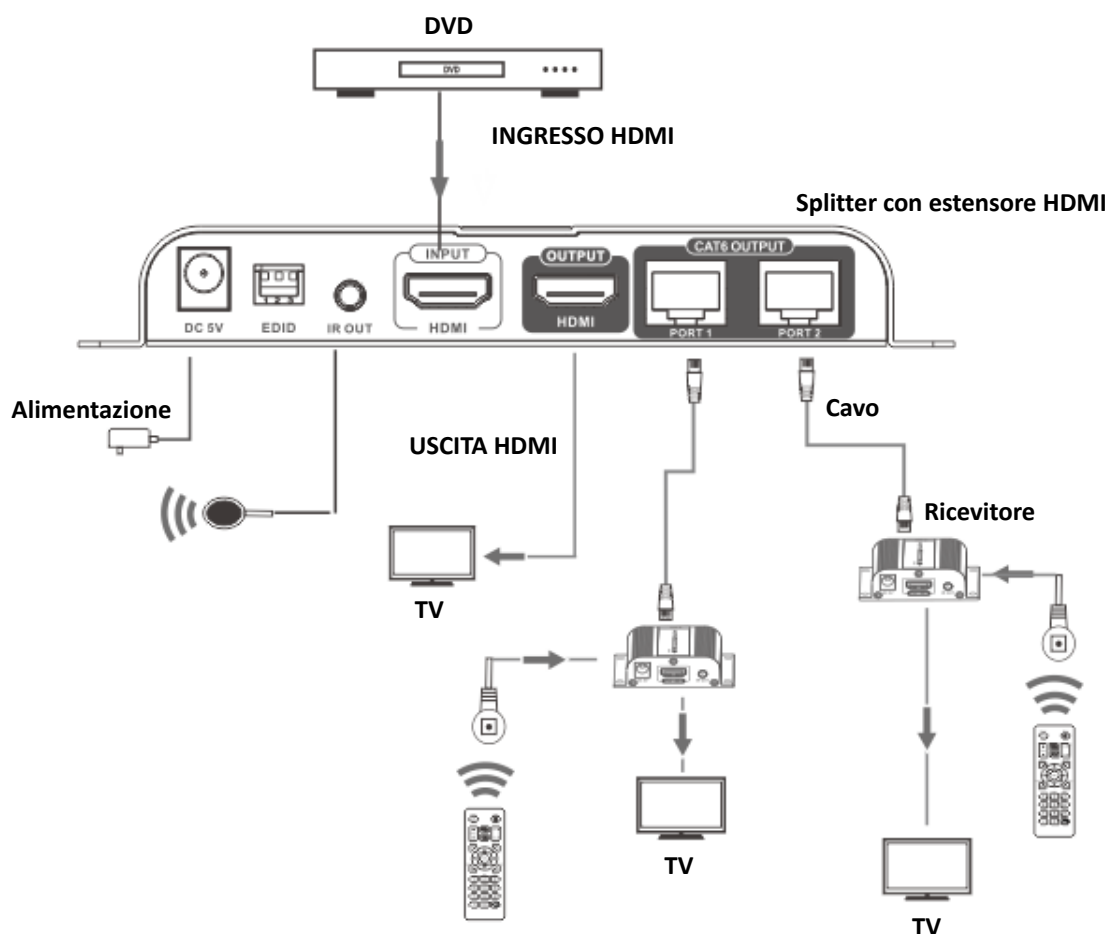 DVD
DVD
INGRESSO HDMI
Splitter con estensore HDMI
CAT6 OUTPUT
INPUT
OUTPUT
DC 5V
EDID
IR OUT
HDMI
HDMI
PORT 1
PORT 2
Alimentazione
Cavo
USCITA HDMI
Ricevitore
TV
TV
TV